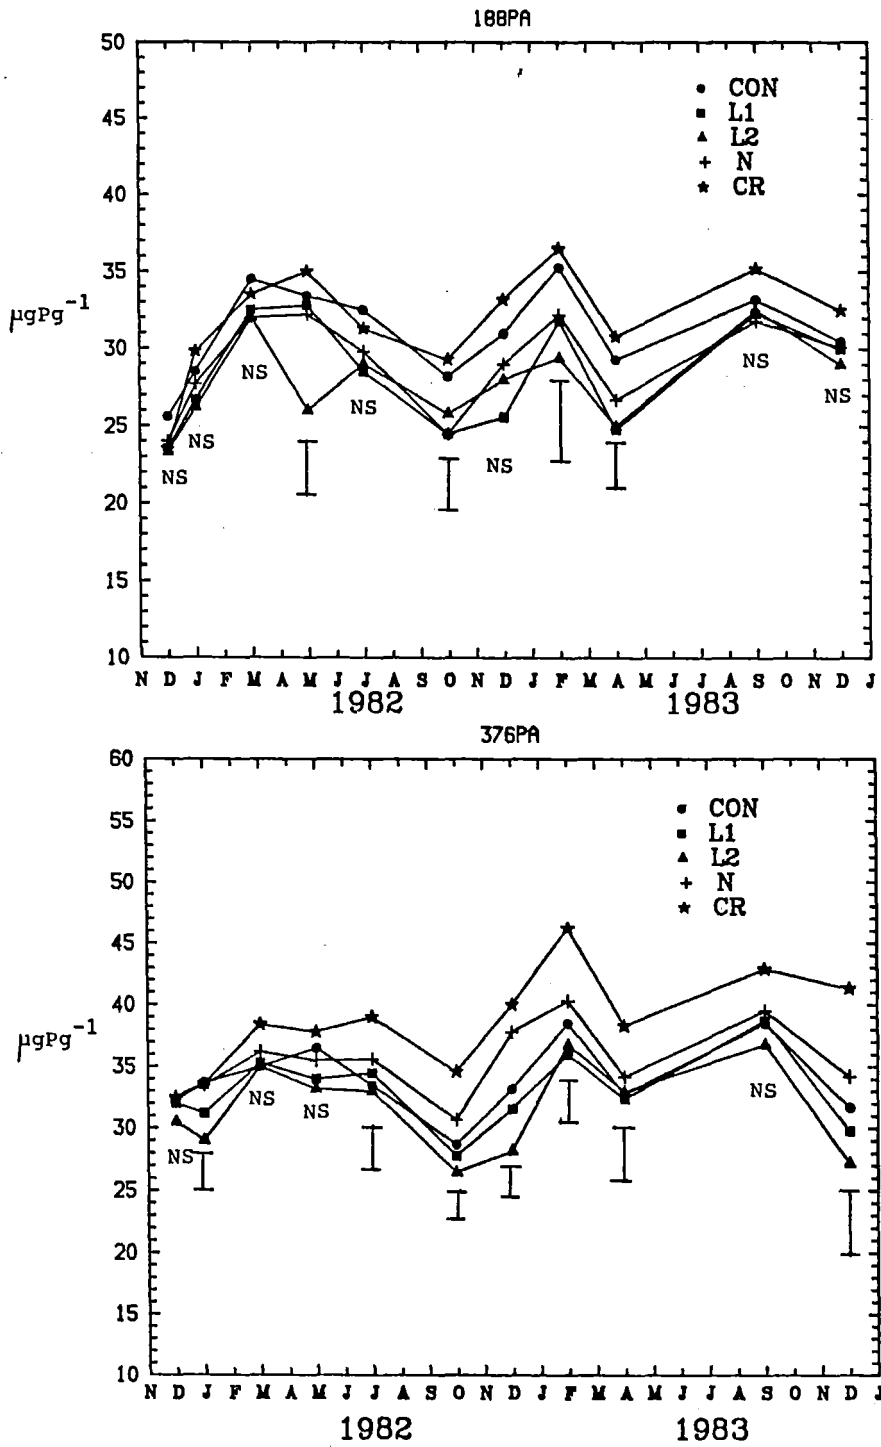 188PA
50
CON
L1
45
L2
N
40
CR
35
μgPg⁻¹
30
NS
NS
NS
25
NS
NS
NS
NS
20
15
10
N D J F M A M J J A S O N D J F M A M J J A S O N D J
1982 1983
376PA
60
CON
55
L1
L2
N
50
CR
45
40
μgPg⁻¹
35
NS
NS
NS
30
NS
25
20
15
10
N D J F M A M J J A S O N D J F M A M J J A S O N D J
1982 1983